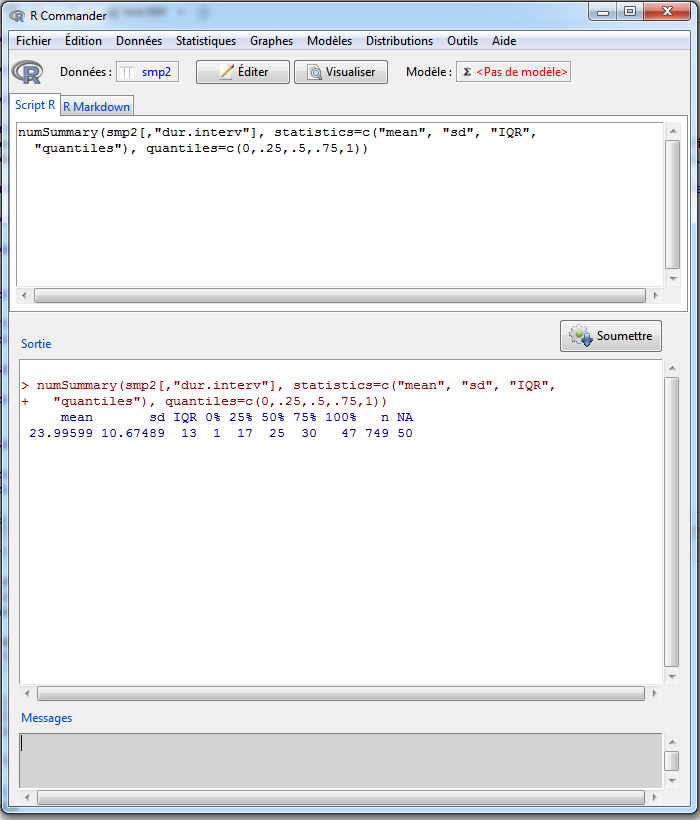 R Commander
Fichier Édition Données Statistiques Graphes Modèles Distributions Outils Aide
R Données : smp2 Éditer Visualiser Modèle : Σ <Pas de modèle>
Script R R Markdown
numSummary(smp2[,"dur.interv"], statistics=c("mean", "sd", "IQR",
"quantiles"), quantiles=c(0,.25,.5,.75,1))
Soumettre
Sortie
> numSummary(smp2[,"dur.interv"], statistics=c("mean", "sd", "IQR",
+ "quantiles"), quantiles=c(0,.25,.5,.75,1))
mean sd IQR 0% 25% 50% 75% 100% n NA
23.99599 10.67489 13 1 17 25 30 47 749 50
Messages